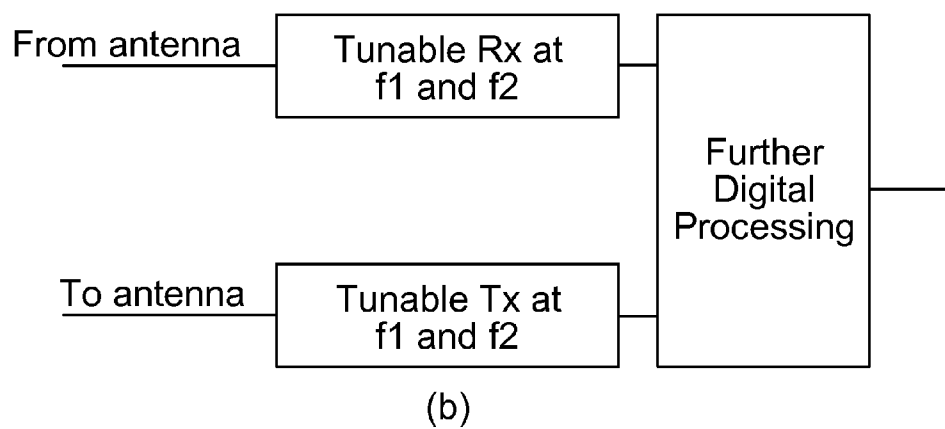 From antenna
Tunable Rx at
f1 and f2
Further
Digital
Processing
To antenna
Tunable Tx at
f1 and f2
(b)